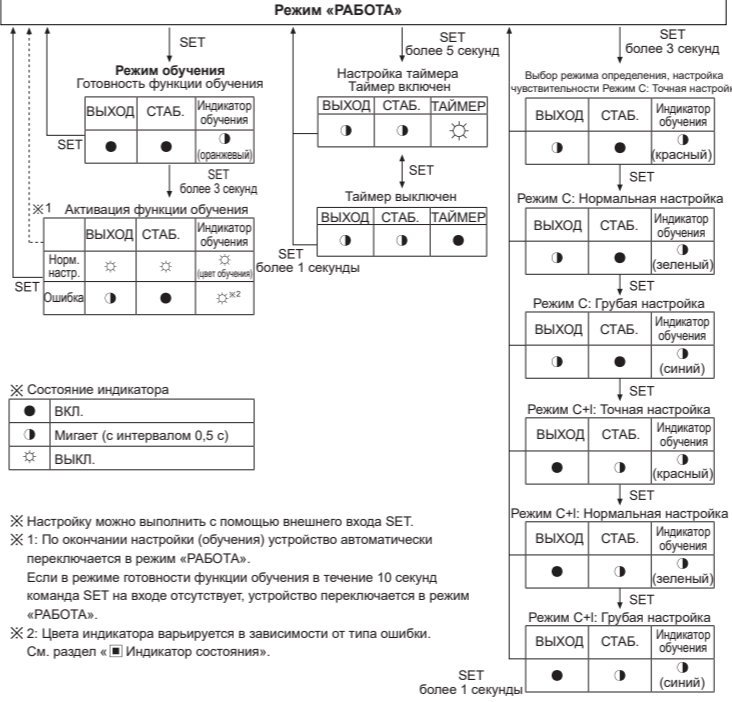 Режим «РАБОТА»
SET
Режим обучения
Готовность функции обучения
ВЫХОД СТАБ. Индикатор обучения
● ● ◑ (оранжевый)
SET
SET
более 3 секунд
※1 Активация функции обучения
ВЫХОД СТАБ. Индикатор обучения
Норм. настр. ☼ ☼ ☼ (цвет обучения)
Ошибка ◑ ● ☼※2
SET
SET
более 5 секунд
Настройка таймера
Таймер включен
ВЫХОД СТАБ. ТАЙМЕР
◑ ◑ ☼
SET
Таймер выключен
ВЫХОД СТАБ. ТАЙМЕР
◑ ◑ ●
SET
более 1 секунды
SET
более 3 секунд
Выбор режима определения, настройка
чувствительности Режим C: Точная настройк
ВЫХОД СТАБ. Индикатор обучения
◑ ● ◑ (красный)
SET
Режим C: Нормальная настройка
ВЫХОД СТАБ. Индикатор обучения
◑ ● ◑ (зеленый)
SET
Режим C: Грубая настройка
ВЫХОД СТАБ. Индикатор обучения
◑ ● ◑ (синий)
SET
Режим C+I: Точная настройка
ВЫХОД СТАБ. Индикатор обучения
● ◑ ◑ (красный)
SET
Режим C+I: Нормальная настройка
ВЫХОД СТАБ. Индикатор обучения
● ◑ ◑ (зеленый)
SET
Режим C+I: Грубая настройка
ВЫХОД СТАБ. Индикатор обучения
● ◑ ◑ (синий)
SET
более 1 секунды
※ Состояние индикатора
● ВКЛ.
◑ Мигает (с интервалом 0,5 с)
☼ ВЫКЛ.
※ Настройку можно выполнить с помощью внешнего входа SET.
※ 1: По окончании настройки (обучения) устройство автоматически
переключается в режим «РАБОТА».
Если в режиме готовности функции обучения в течение 10 секунд
команда SET на входе отсутствует, устройство переключается в режим
«РАБОТА».
※ 2: Цвета индикатора варьируется в зависимости от типа ошибки.
См. раздел «▣ Индикатор состояния».